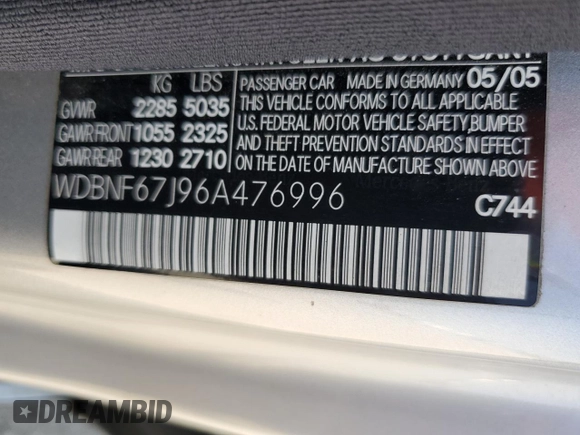 KG LBS
GVWR 2285 5035
GAWR FRONT 1055 2325
GAWR REAR 1230 2710
PASSENGER CAR MADE IN GERMANY 05/05
THIS VEHICLE CONFORMS TO ALL APPLICABLE
U.S. FEDERAL MOTOR VEHICLE SAFETY, BUMPER
AND THEFT PREVENTION STANDARDS IN EFFECT
ON THE DATE OF MANUFACTURE SHOWN ABOVE.
WDBNF67J96A476996
C744
DREAMBID